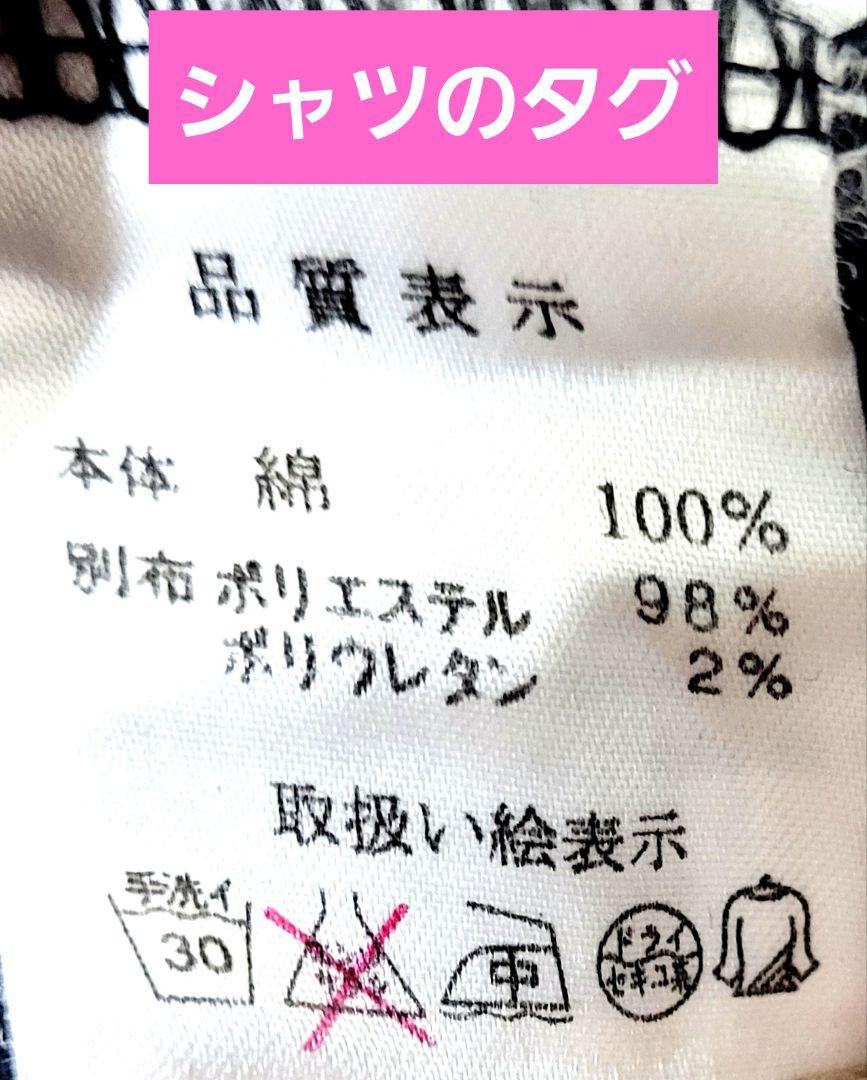 シャツのタグ
品質表示
本体 綿 100%
別布 ポリエステル 98%
ポリウレタン 2%
取扱い絵表示
手洗イ
30
中
ドライ
セキユ系